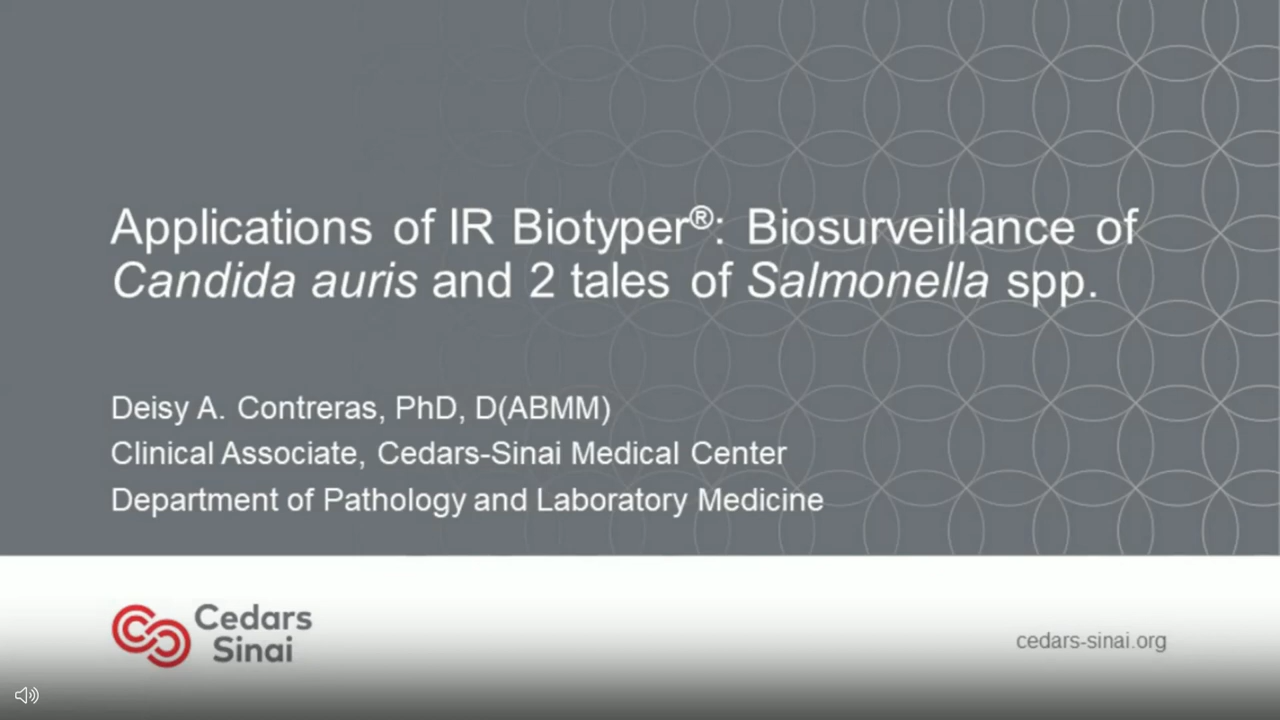 Applications of IR Biotyper®: Biosurveillance of
Candida auris and 2 tales of Salmonella spp.
Deisy A. Contreras, PhD, D(ABMM)
Clinical Associate, Cedars-Sinai Medical Center
Department of Pathology and Laboratory Medicine
Cedars
Sinai
cedars-sinai.org